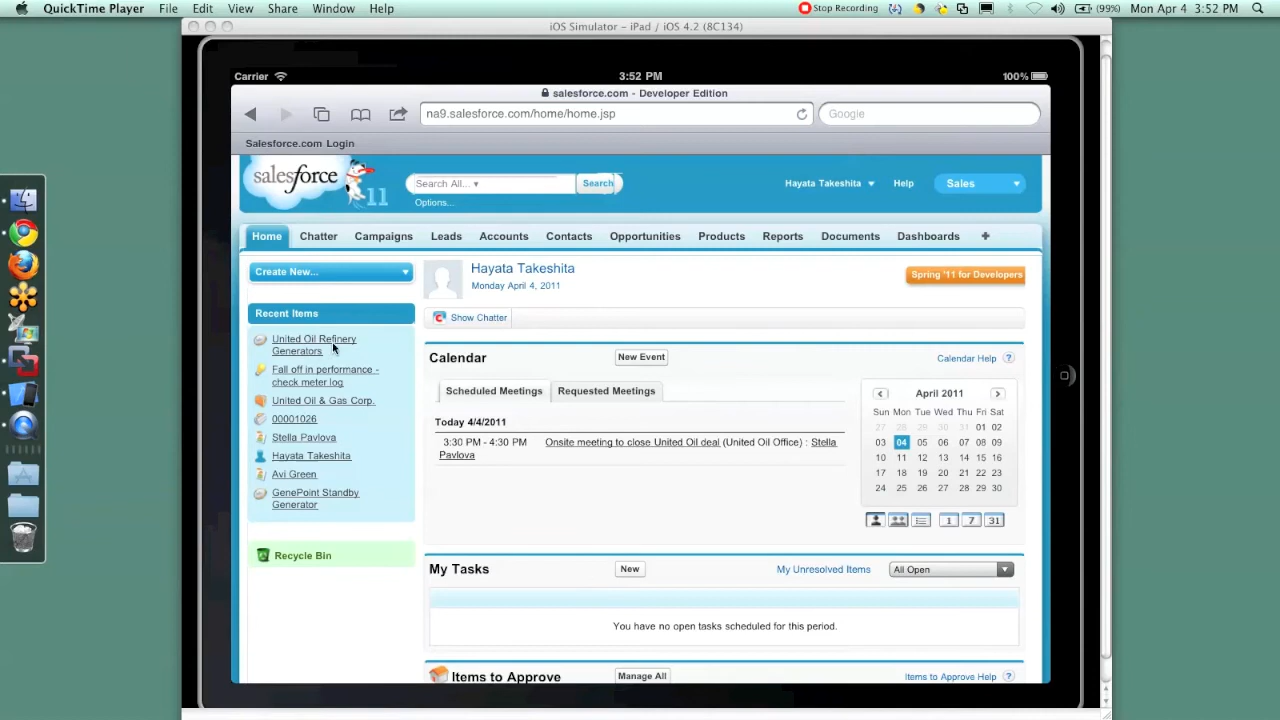 QuickTime Player File Edit View Share Window Help Stop Recording (99%) Mon Apr 4 3:52 PM
iOS Simulator - iPad / iOS 4.2 (8C134)
Carrier 3:52 PM 100%
salesforce.com - Developer Edition
na9.salesforce.com/home/home.jsp Google
Salesforce.com Login
salesforce 11 Search All... Search Hayata Takeshita Help Sales
Options...
Home Chatter Campaigns Leads Accounts Contacts Opportunities Products Reports Documents Dashboards +
Create New...
Hayata Takeshita
Monday April 4, 2011
Spring '11 for Developers
Recent Items
United Oil Refinery
Generators
Fall off in performance -
check meter log
United Oil & Gas Corp.
00001026
Stella Pavlova
Hayata Takeshita
Avi Green
GenePoint Standby
Generator
Recycle Bin
Show Chatter
Calendar New Event Calendar Help ?
Scheduled Meetings Requested Meetings
Today 4/4/2011
3:30 PM - 4:30 PM Onsite meeting to close United Oil deal (United Oil Office) : Stella
Pavlova
April 2011
Sun Mon Tue Wed Thu Fri Sat
27 28 29 30 31 01 02
03 04 05 06 07 08 09
10 11 12 13 14 15 16
17 18 19 20 21 22 23
24 25 26 27 28 29 30
1 7 31
My Tasks New My Unresolved Items All Open
You have no open tasks scheduled for this period.
Items to Approve Manage All Items to Approve Help ?